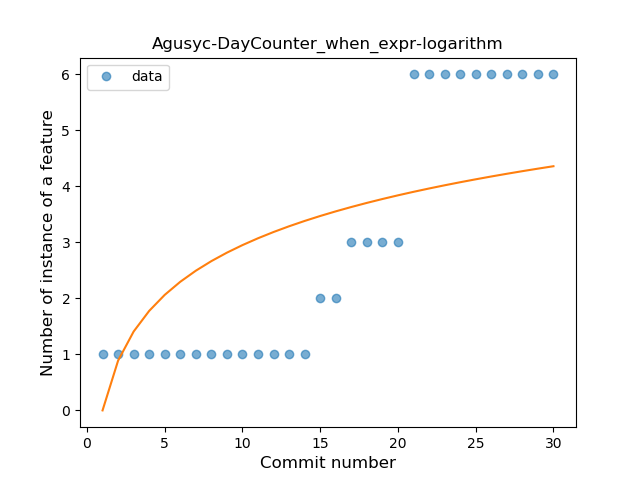 Agusyc-DayCounter_when_expr-logarithm
data
Number of instance of a feature
6
5
4
3
2
1
0
0 5 10 15 20 25 30
Commit number